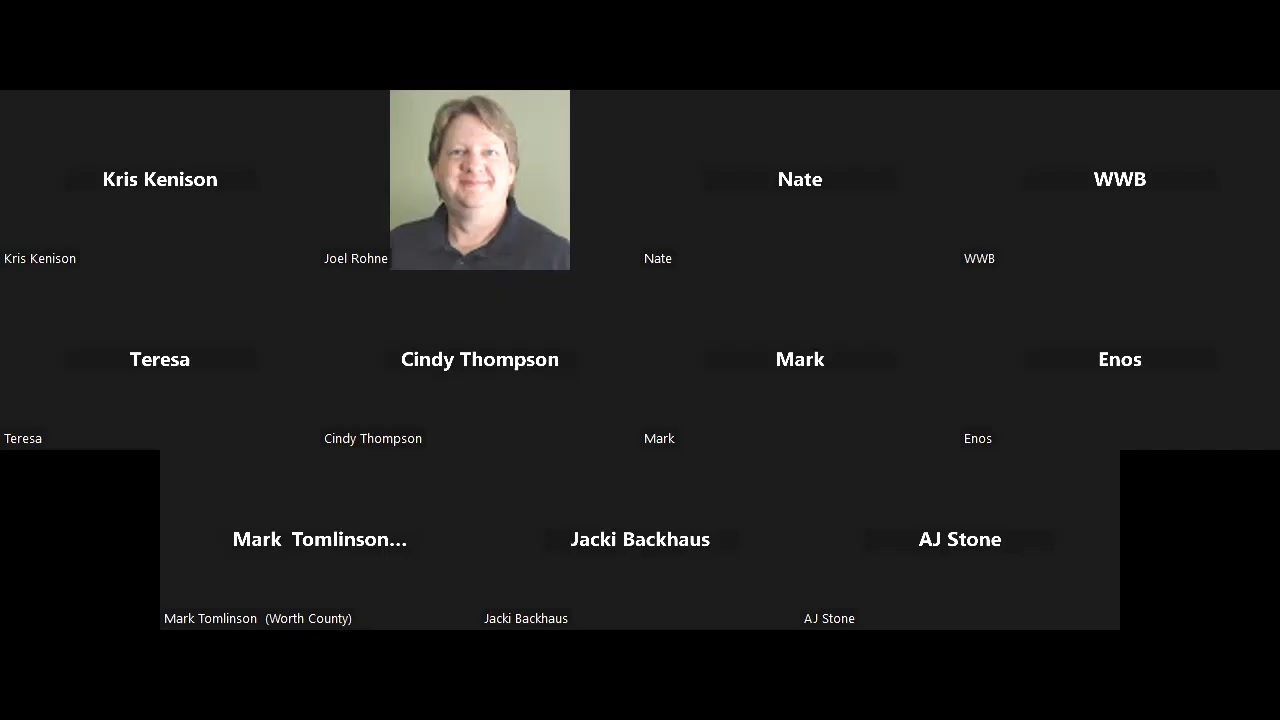 Kris Kenison
Nate
WWB
Kris Kenison
Joel Rohne
Nate
WWB
Teresa
Cindy Thompson
Mark
Enos
Teresa
Cindy Thompson
Mark
Enos
Mark  Tomlinson...
Jacki Backhaus
AJ Stone
Mark Tomlinson  (Worth County)
Jacki Backhaus
AJ Stone